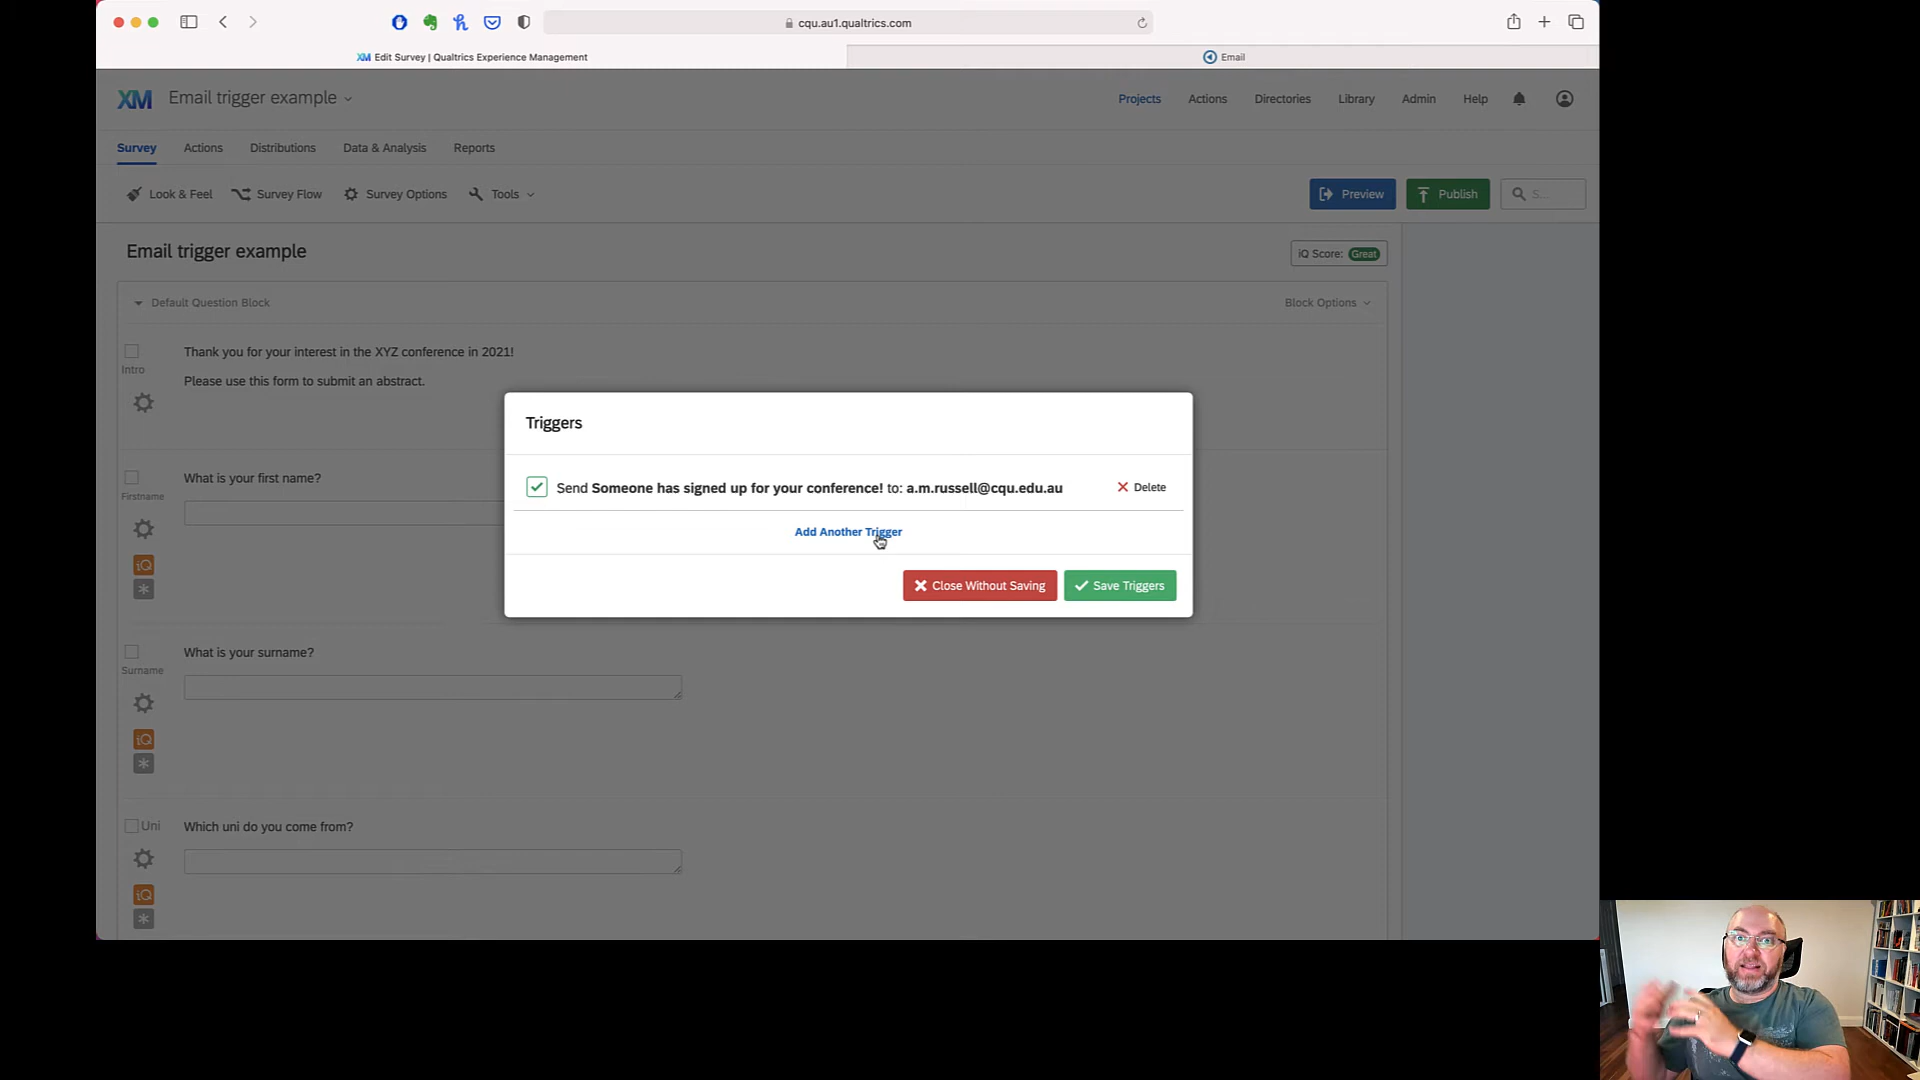 cqu.au1.qualtrics.com
XM Edit Survey | Qualtrics Experience Management
Email
XM Email trigger example
Projects Actions Directories Library Admin Help
Survey Actions Distributions Data & Analysis Reports
Look & Feel Survey Flow Survey Options Tools
Preview Publish S...
Email trigger example
iQ Score: Great
Default Question Block
Block Options
Thank you for your interest in the XYZ conference in 2021!
Intro
Please use this form to submit an abstract.
Triggers
What is your first name?
Send Someone has signed up for your conference! to: a.m.russell@cqu.edu.au
Delete
Firstname
Add Another Trigger
iQ
Close Without Saving
Save Triggers
What is your surname?
Surname
iQ
Uni
Which uni do you come from?
iQ